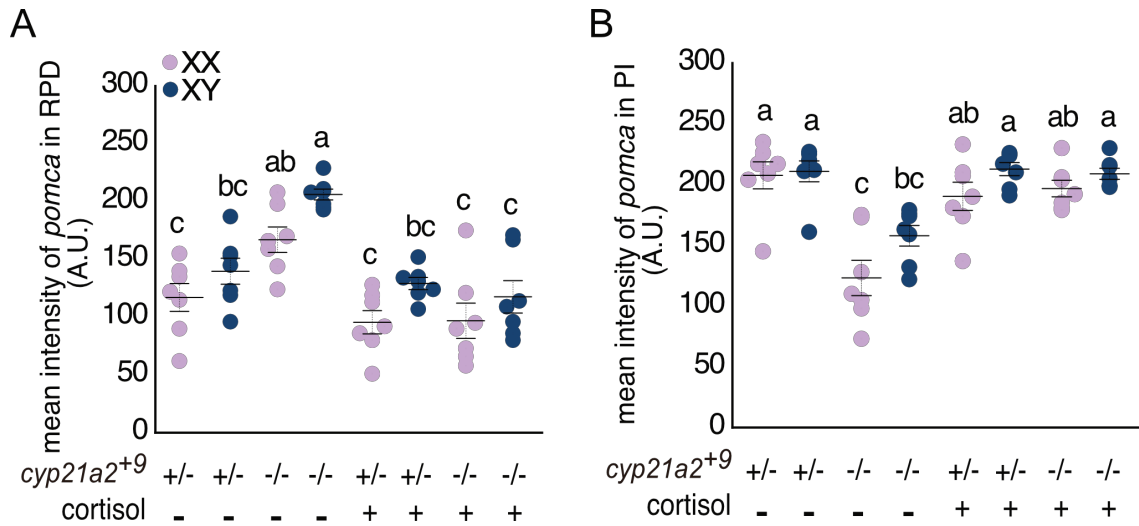 A
XX
XY
mean intensity of pomca in RPD
(A.U.)
300
250
200
150
100
50
0
c
bc
ab
a
c
bc
c
c
cyp21a2+9
+/-
+/-
-/-
-/-
+/-
+/-
-/-
-/-
cortisol
-
-
-
-
+
+
+
+
B
mean intensity of pomca in PI
(A.U.)
300
250
200
150
100
50
0
a
a
c
bc
ab
a
ab
a
cyp21a2+9
+/-
+/-
-/-
-/-
+/-
+/-
-/-
-/-
cortisol
-
-
-
-
+
+
+
+